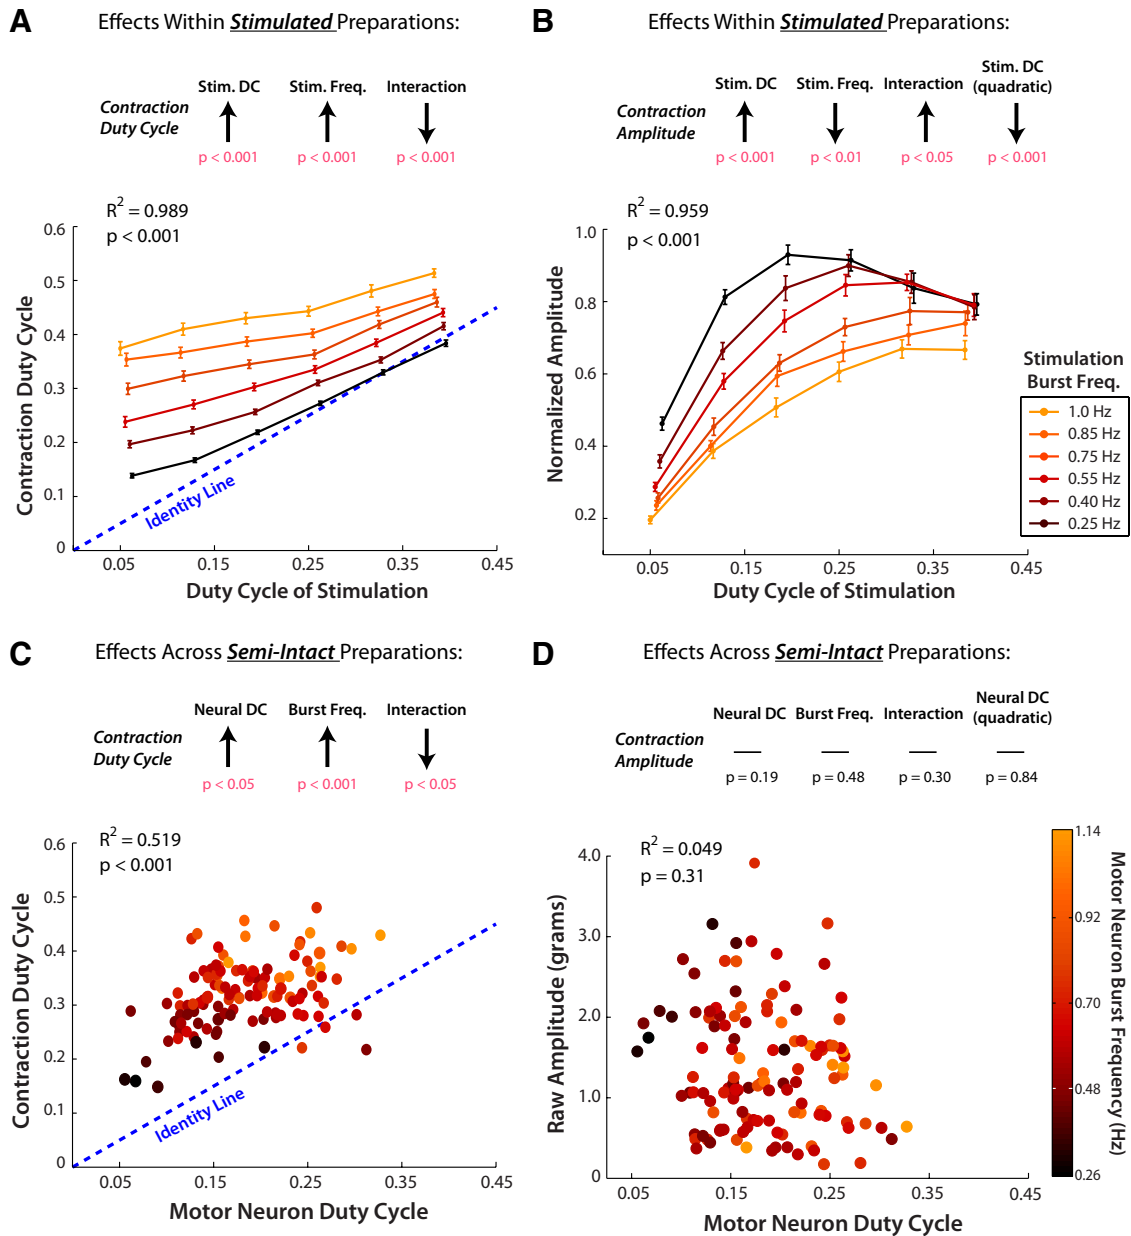 A
Effects Within Stimulated Preparations:
Stim. DC Stim. Freq. Interaction
Contraction
Duty Cycle
p < 0.001 p < 0.001 p < 0.001
R2 = 0.989
p < 0.001
0.6
0.5
0.4
0.3
0.2
0.1
0
Contraction Duty Cycle
Identity Line
0.05 0.15 0.25 0.35 0.45
Duty Cycle of Stimulation
B
Effects Within Stimulated Preparations:
Stim. DC Stim. Freq. Interaction Stim. DC
(quadratic)
Contraction
Amplitude
p < 0.001 p < 0.01 p < 0.05 p < 0.001
R2 = 0.959
p < 0.001
1.0
0.8
0.6
0.4
0.2
Normalized Amplitude
0.05 0.15 0.25 0.35 0.45
Duty Cycle of Stimulation
Stimulation
Burst Freq.
1.0 Hz
0.85 Hz
0.75 Hz
0.55 Hz
0.40 Hz
0.25 Hz
C
Effects Across Semi-Intact Preparations:
Neural DC Burst Freq. Interaction
Contraction
Duty Cycle
p < 0.05 p < 0.001 p < 0.05
R2 = 0.519
p < 0.001
0.6
0.5
0.4
0.3
0.2
0.1
0
Contraction Duty Cycle
Identity Line
0.05 0.15 0.25 0.35 0.45
Motor Neuron Duty Cycle
D
Effects Across Semi-Intact Preparations:
Neural DC Burst Freq. Interaction Neural DC
(quadratic)
Contraction
Amplitude
p = 0.19 p = 0.48 p = 0.30 p = 0.84
R2 = 0.049
p = 0.31
4.0
3.0
2.0
1.0
0
Raw Amplitude (grams)
0.05 0.15 0.25 0.35 0.45
Motor Neuron Duty Cycle
1.14
0.92
0.70
0.48
0.26
Motor Neuron Burst Frequency (Hz)